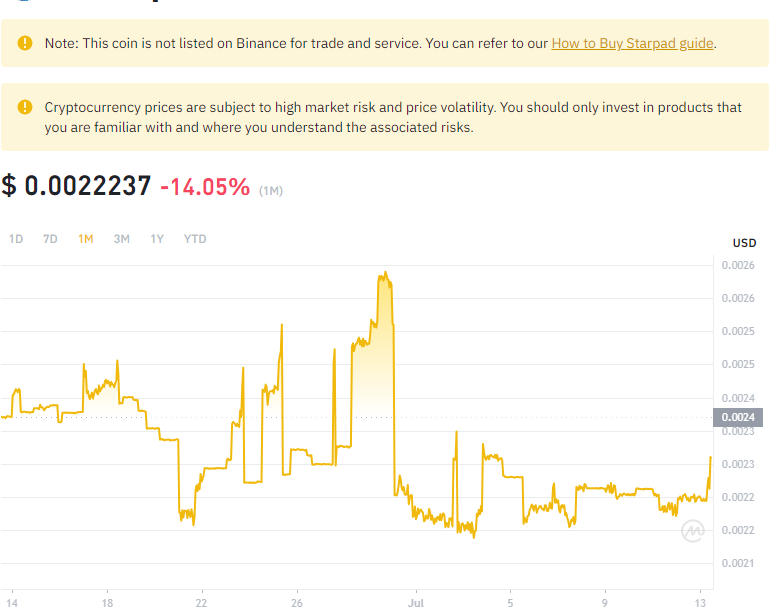 Note: This coin is not listed on Binance for trade and service. You can refer to our How to Buy Starpad guide.
Cryptocurrency prices are subject to high market risk and price volatility. You should only invest in products that
you are familiar with and where you understand the associated risks.
$ 0.0022237 -14.05% (1M)
1D 7D 1M 3M 1Y YTD
USD
0.0026
0.0026
0.0025
0.0025
0.0024
0.0024
0.0023
0.0023
0.0022
0.0022
0.0021
14 18 22 26 Jul 5 9 13